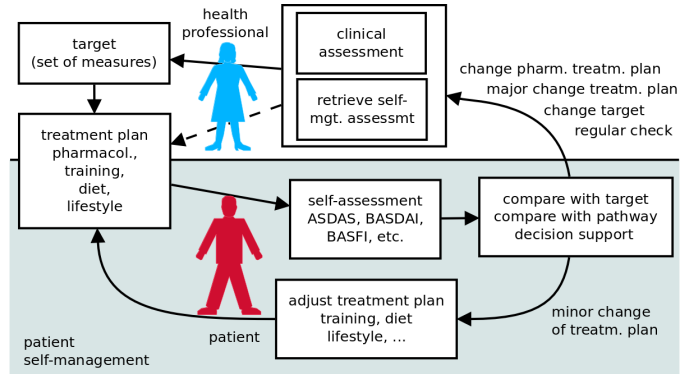 health
professional
target
(set of measures)
clinical
assessment
retrieve self-
mgt. assessmt
change pharm. treatm. plan
major change treatm. plan
change target
regular check
treatment plan
pharmacol.,
training,
diet,
lifestyle
self-assessment
ASDAS, BASDAI,
BASFI, etc.
compare with target
compare with pathway
decision support
adjust treatment plan
training, diet
lifestyle, ...
minor change
of treatm. plan
patient
patient
self-management